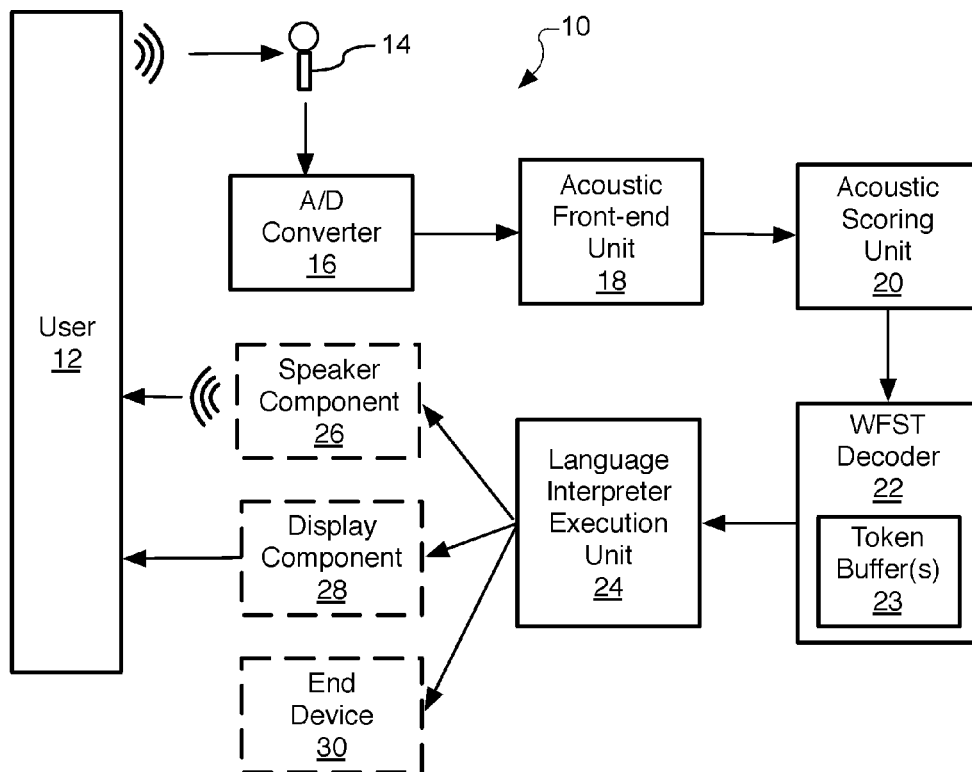 10
14
A/D
Converter
16
Acoustic
Front-end
Unit
18
Acoustic
Scoring
Unit
20
User
12
Speaker
Component
26
WFST
Decoder
22
Token
Buffer(s)
23
Language
Interpreter
Execution
Unit
24
Display
Component
28
End
Device
30